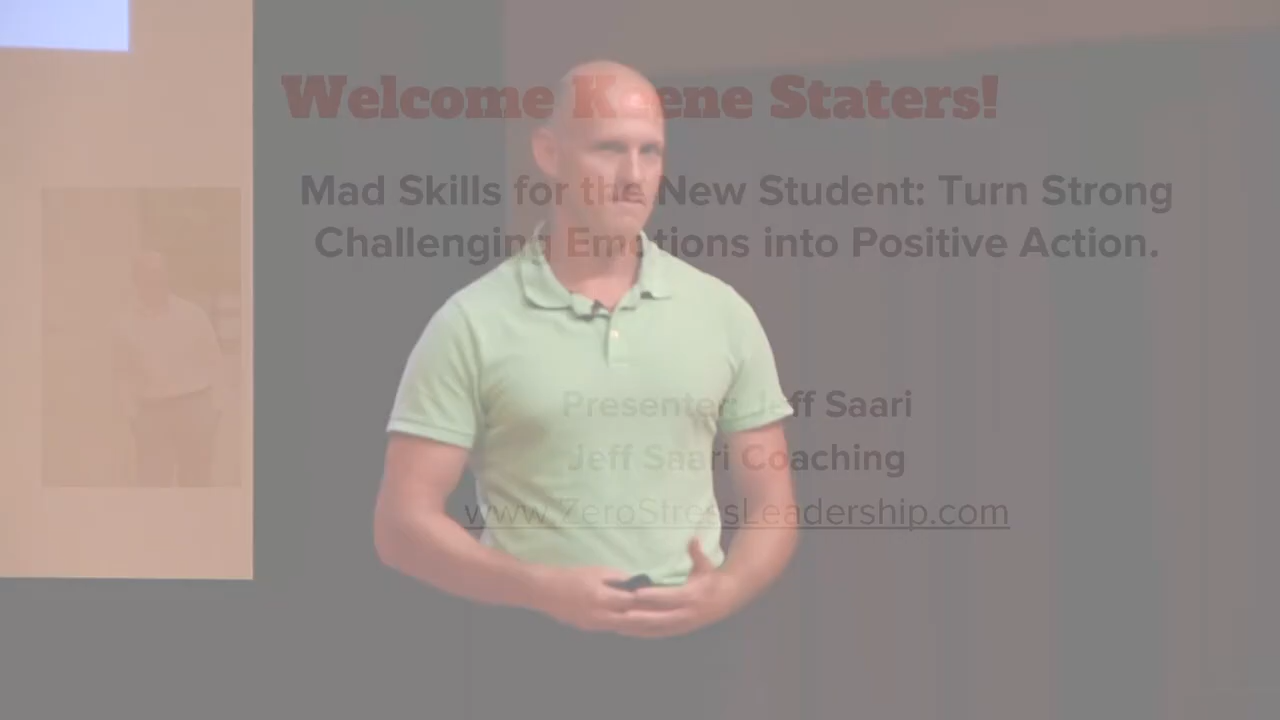 Welcome Keene Staters!
Mad Skills for the New Student: Turn Strong
Challenging Emotions into Positive Action.
Presenter: Jeff Saari
Jeff Saari Coaching
www.ZeroStressLeadership.com